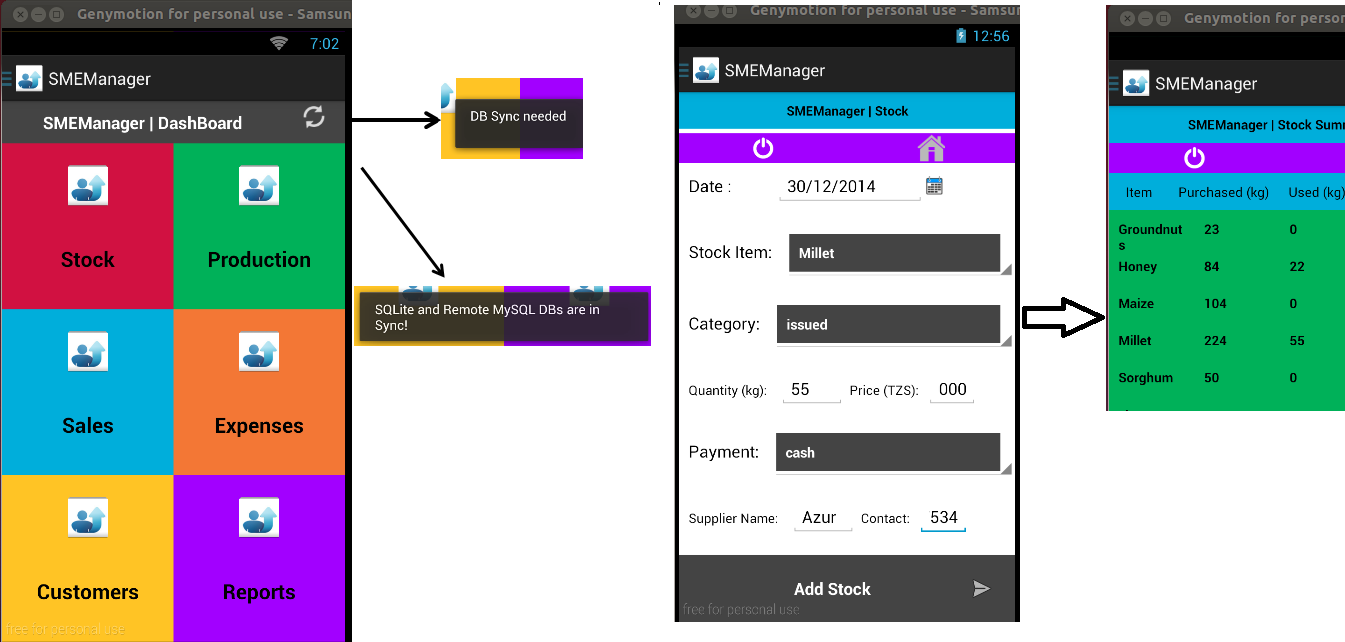 Genymotion for personal use - Samsun
7:02
SMEManager
SMEManager | DashBoard
Stock
Production
Sales
Expenses
Customers
Reports
free for personal use
DB Sync needed
SQLite and Remote MySQL DBs are in
Sync!
Genymotion for personal use - Samsun
12:56
SMEManager
SMEManager | Stock
Date :
30/12/2014
Stock Item:
Millet
Category:
issued
Quantity (kg):
55
Price (TZS):
000
Payment:
cash
Supplier Name:
Azur
Contact:
534
Add Stock
free for personal use
Genymotion for person
SMEManager
SMEManager | Stock Summ
Item Purchased (kg) Used (kg)
Groundnut 23 0
s
Honey 84 22
Maize 104 0
Millet 224 55
Sorghum 50 0